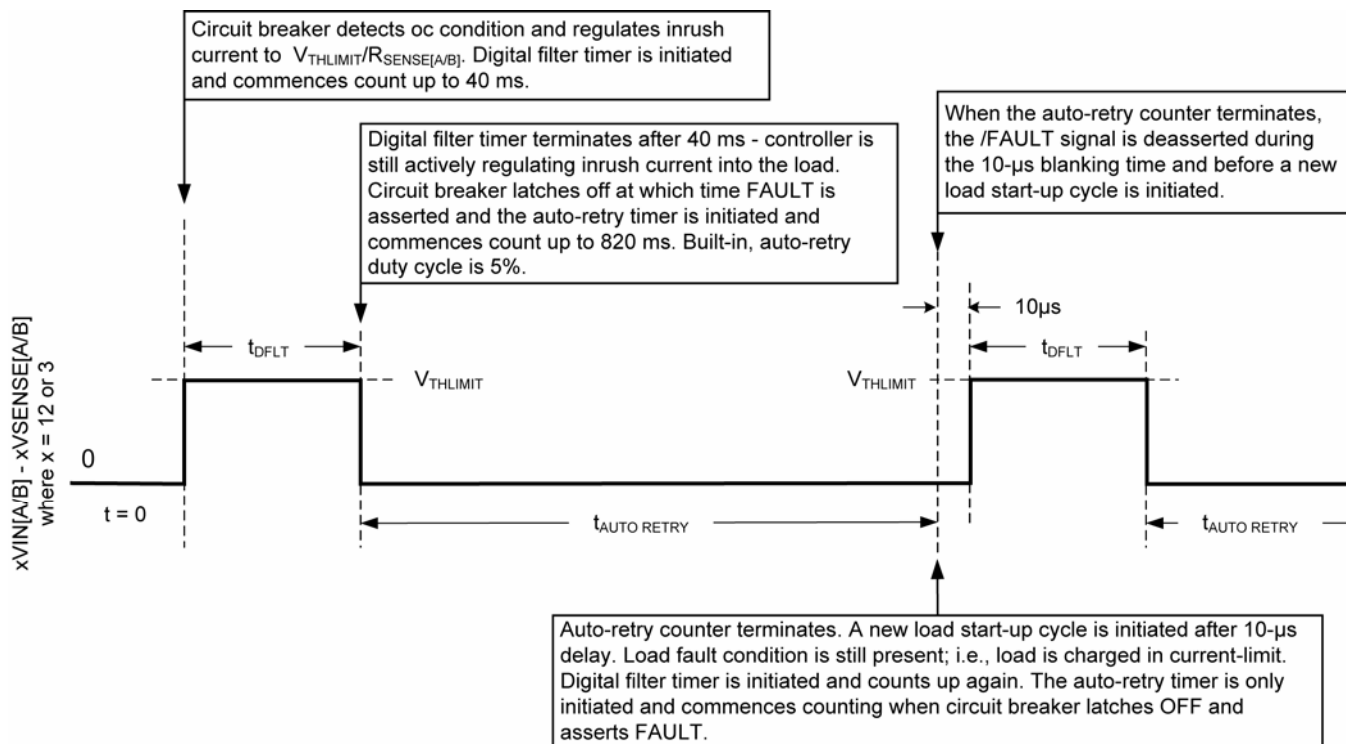 Circuit breaker detects oc condition and regulates inrush
current to VTHLIMIT/RSENSE[A/B]. Digital filter timer is initiated
and commences count up to 40 ms.
When the auto-retry counter terminates,
the /FAULT signal is deasserted during
the 10-µs blanking time and before a new
load start-up cycle is initiated.
Digital filter timer terminates after 40 ms - controller is
still actively regulating inrush current into the load.
Circuit breaker latches off at which time FAULT is
asserted and the auto-retry timer is initiated and
commences count up to 820 ms. Built-in, auto-retry
duty cycle is 5%.
10µs
tDFLT
tDFLT
VTHLIMIT
VTHLIMIT
xVIN[A/B] - xVSENSE[A/B]
where x = 12 or 3
0
t = 0
tAUTO RETRY
tAUTO RETRY
Auto-retry counter terminates. A new load start-up cycle is initiated after 10-µs
delay. Load fault condition is still present; i.e., load is charged in current-limit.
Digital filter timer is initiated and counts up again. The auto-retry timer is only
initiated and commences counting when circuit breaker latches OFF and
asserts FAULT.